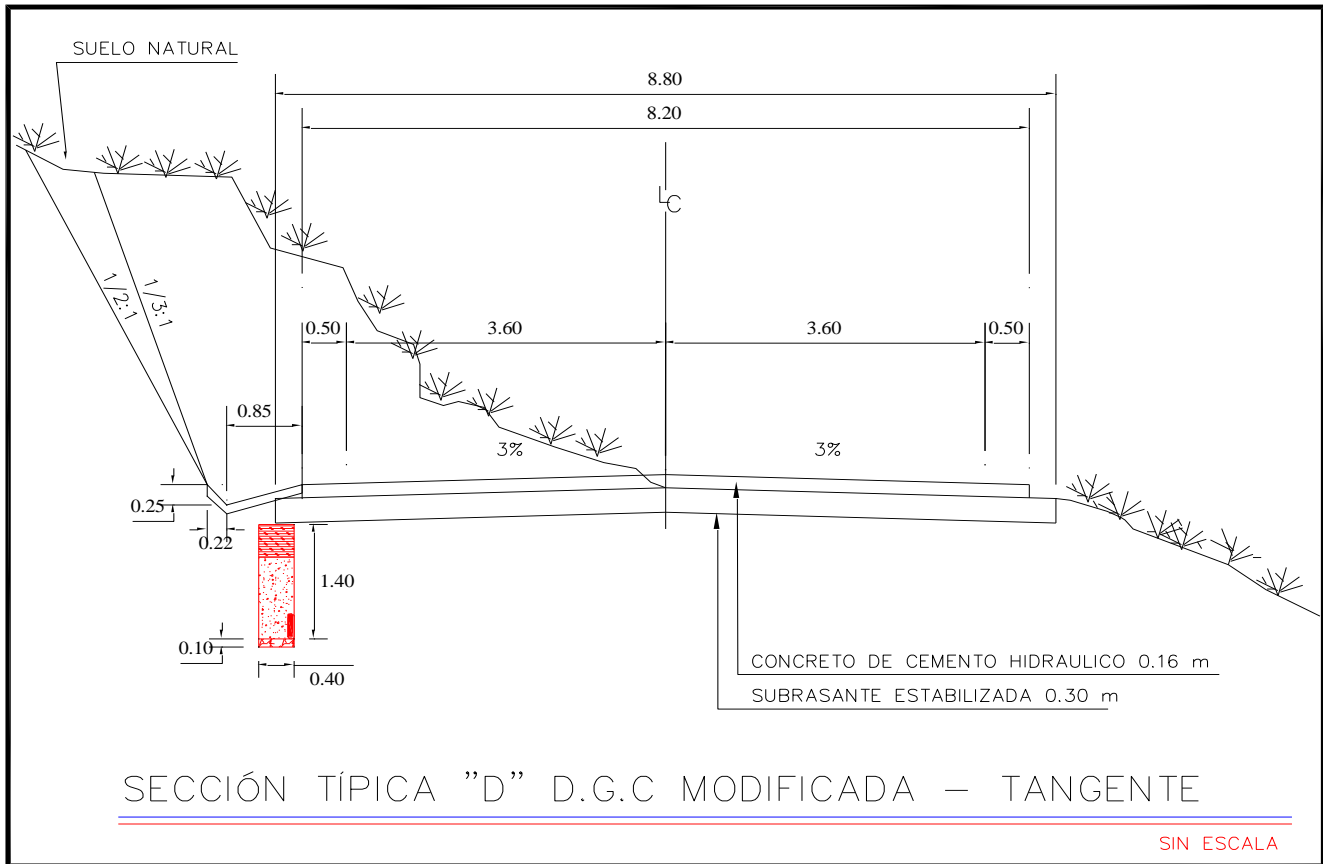 SUELO NATURAL
8.80
8.20
CL
1/2:1
1/3:1
0.50
3.60
3.60
0.50
0.85
3%
3%
0.25
0.22
1.40
0.10
0.40
CONCRETO DE CEMENTO HIDRAULICO 0.16 m
SUBRASANTE ESTABILIZADA 0.30 m
SECCIÓN TÍPICA ”D” D.G.C MODIFICADA – TANGENTE
SIN ESCALA